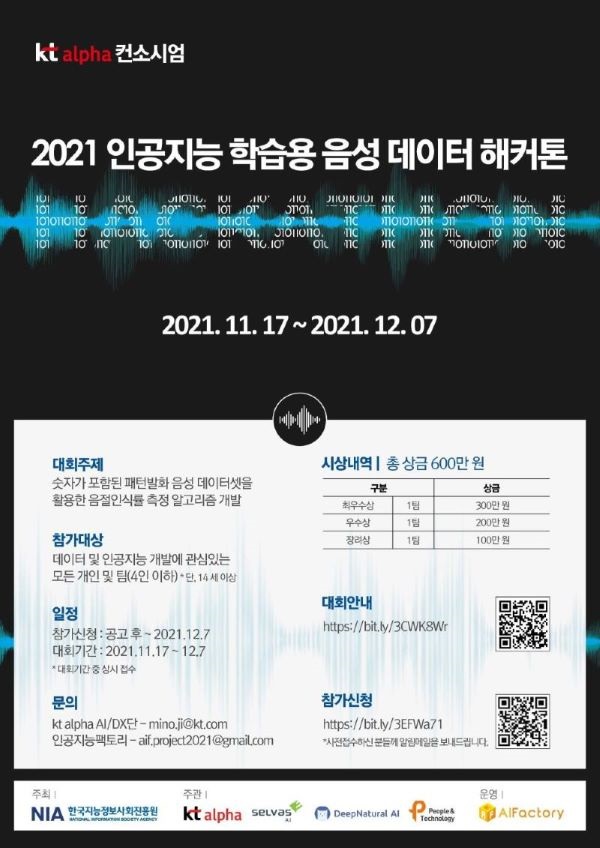 kt alpha 컨소시엄
2021 인공지능 학습용 음성 데이터 해커톤
HACKATHON
2021. 11. 17 ~ 2021. 12. 07
대회주제
숫자가 포함된 패턴발화 음성 데이터셋을
활용한 음절인식률 측정 알고리즘 개발
참가대상
데이터 및 인공지능 개발에 관심있는
모든 개인 및 팀(4인 이하) * 단, 14세 이상
일정
참가신청 : 공고 후 ~ 2021.12.7
대회기간 : 2021.11.17 ~ 12.7
* 대회기간 중 상시 접수
문의
kt alpha AI/DX단 – mino.ji@kt.com
인공지능팩토리 – aif.project2021@gmail.com
시상내역 | 총 상금 600만 원
구분 상금
최우수상 1팀 300만 원
우수상 1팀 200만 원
장려상 1팀 100만 원
대회안내
https://bit.ly/3CWK8Wr
참가신청
https://bit.ly/3EFWa71
*사전접수하신 분들께 알림메일을 보내드립니다.
주최 |
NIA 한국지능정보사회진흥원
NATIONAL INFORMATION SOCIETY AGENCY
주관 |
kt alpha
SELVAS AI
DeepNatural AI
People & Technology
운영 |
AIFactory